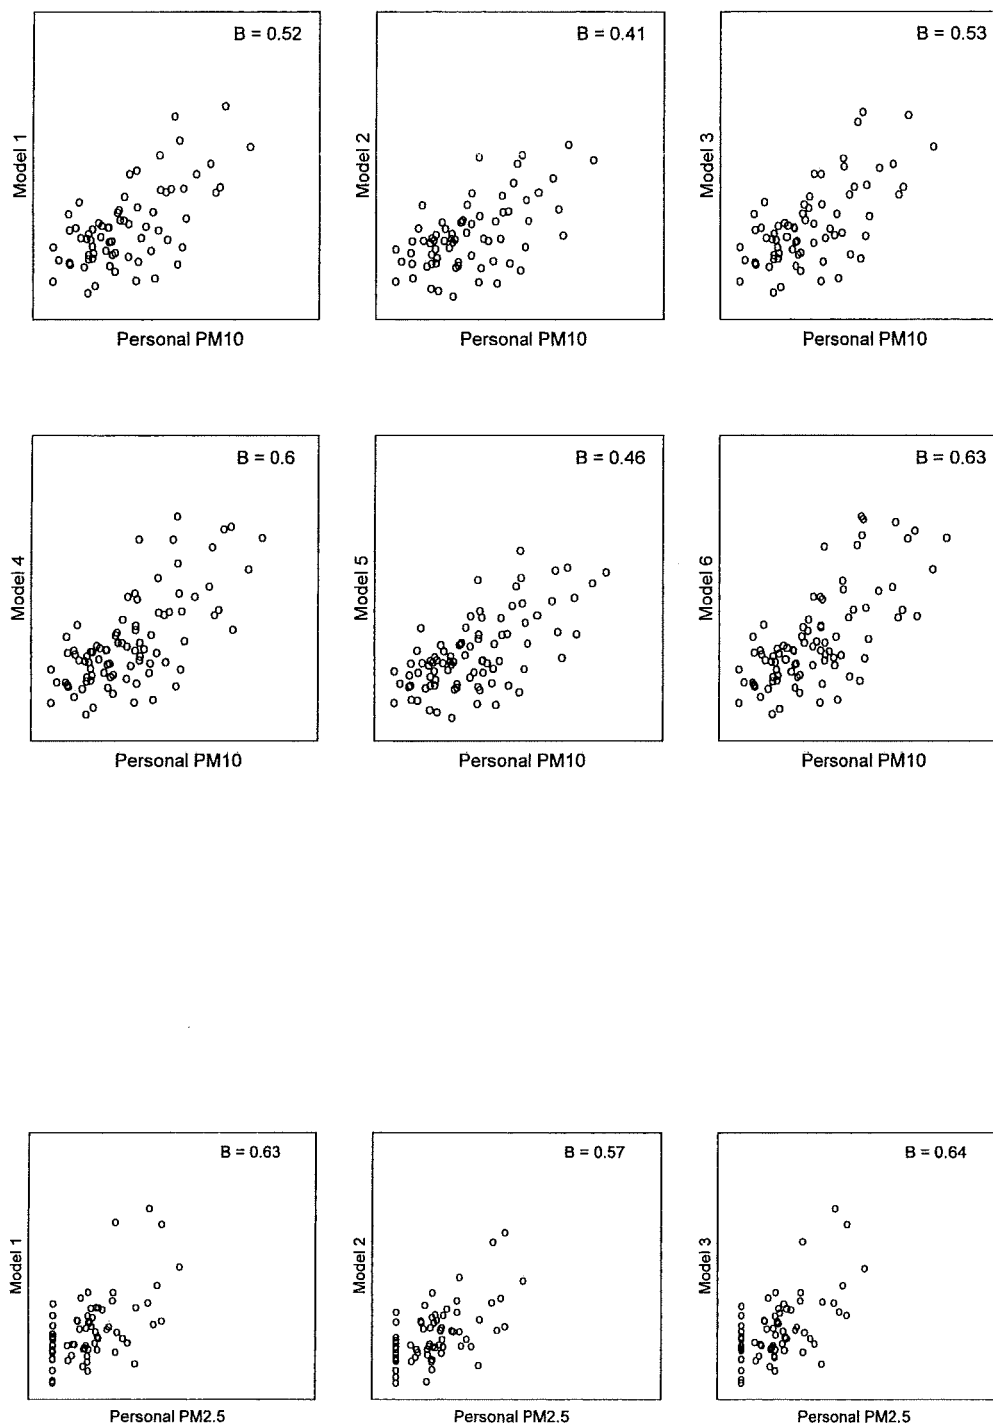 B = 0.52
Model 1
Personal PM10
B = 0.41
Model 2
Personal PM10
B = 0.53
Model 3
Personal PM10
B = 0.6
Model 4
Personal PM10
B = 0.46
Model 5
Personal PM10
B = 0.63
Model 6
Personal PM10
B = 0.63
Model 1
Personal PM2.5
B = 0.57
Model 2
Personal PM2.5
B = 0.64
Model 3
Personal PM2.5